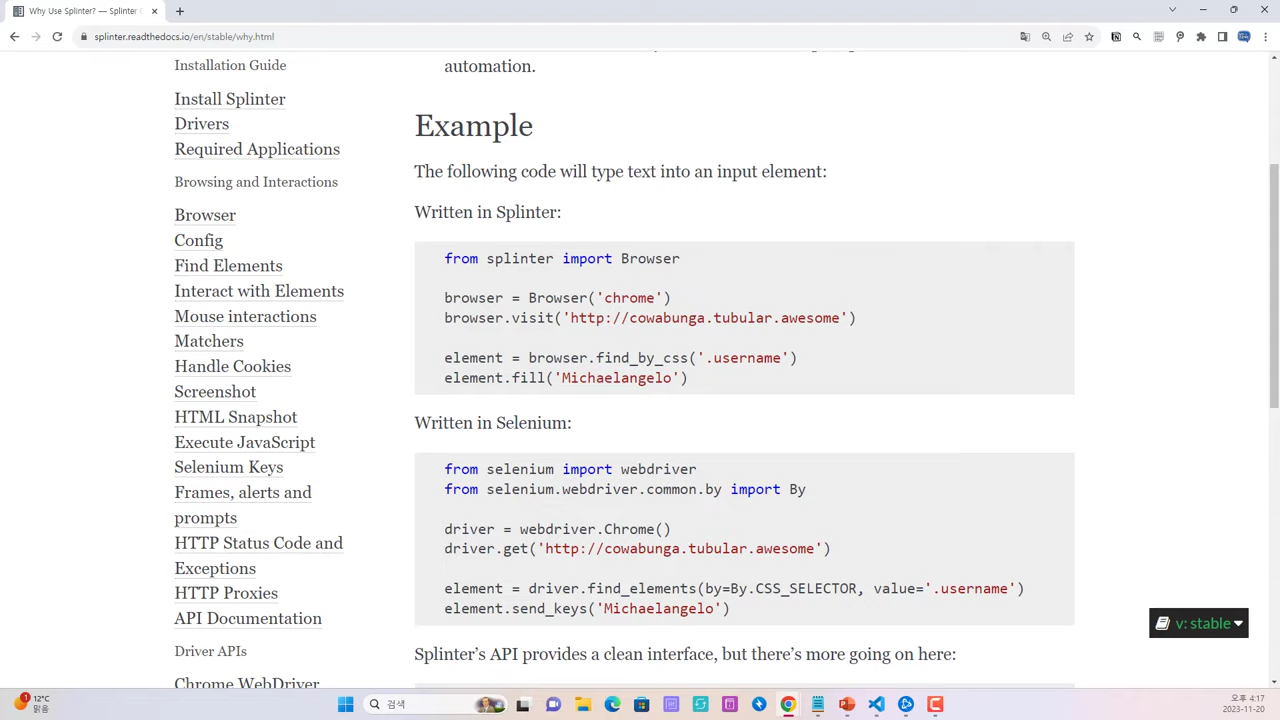 Why Use Splinter? — Splinter
splinter.readthedocs.io/en/stable/why.html
Installation Guide
Install Splinter
Drivers
Required Applications
Browsing and Interactions
Browser
Config
Find Elements
Interact with Elements
Mouse interactions
Matchers
Handle Cookies
Screenshot
HTML Snapshot
Execute JavaScript
Selenium Keys
Frames, alerts and
prompts
HTTP Status Code and
Exceptions
HTTP Proxies
API Documentation
Driver APIs
Chrome WebDriver
automation.
Example
The following code will type text into an input element:
Written in Splinter:
from splinter import Browser
browser = Browser('chrome')
browser.visit('http://cowabunga.tubular.awesome')
element = browser.find_by_css('.username')
element.fill('Michaelangelo')
Written in Selenium:
from selenium import webdriver
from selenium.webdriver.common.by import By
driver = webdriver.Chrome()
driver.get('http://cowabunga.tubular.awesome')
element = driver.find_elements(by=By.CSS_SELECTOR, value='.username')
element.send_keys('Michaelangelo')
Splinter’s API provides a clean interface, but there’s more going on here:
v: stable
1
12°C
맑음
검색
오후 4:17
2023-11-20